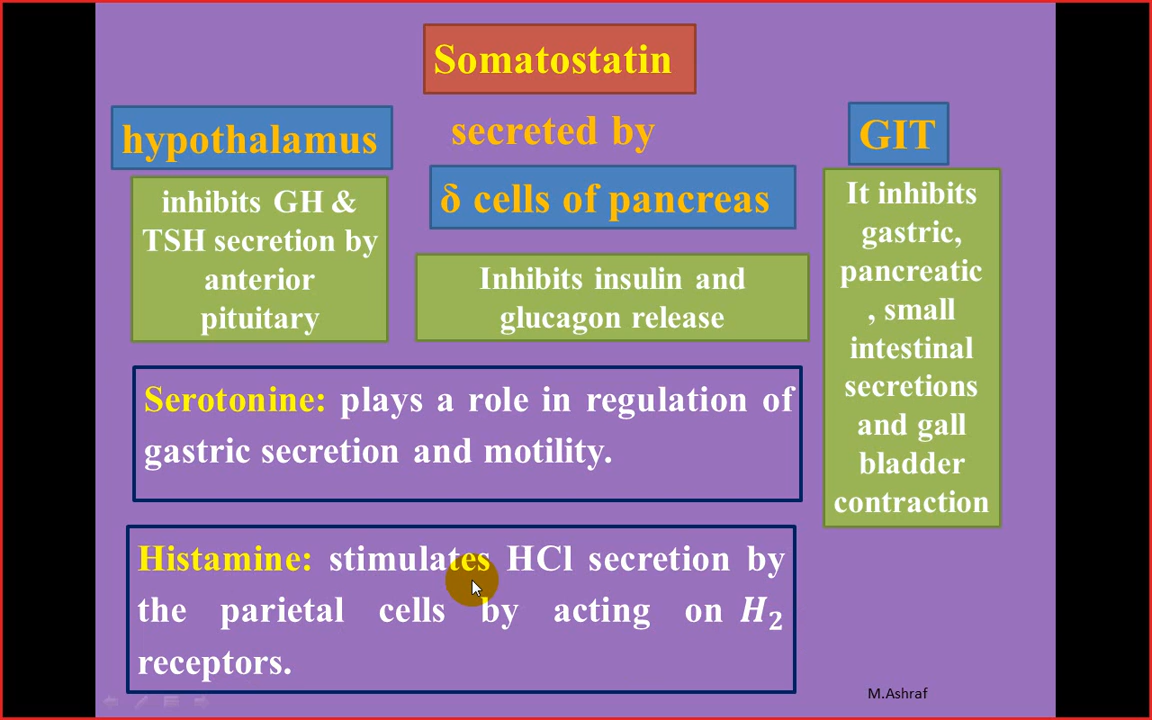 Somatostatin
secreted by
hypothalamus
inhibits GH &
TSH secretion by
anterior
pituitary
δ cells of pancreas
Inhibits insulin and
glucagon release
GIT
It inhibits
gastric,
pancreatic
, small
intestinal
secretions
and gall
bladder
contraction
Serotonine: plays a role in regulation of
gastric secretion and motility.
Histamine: stimulates HCl secretion by
the parietal cells by acting on H₂
receptors.
M.Ashraf